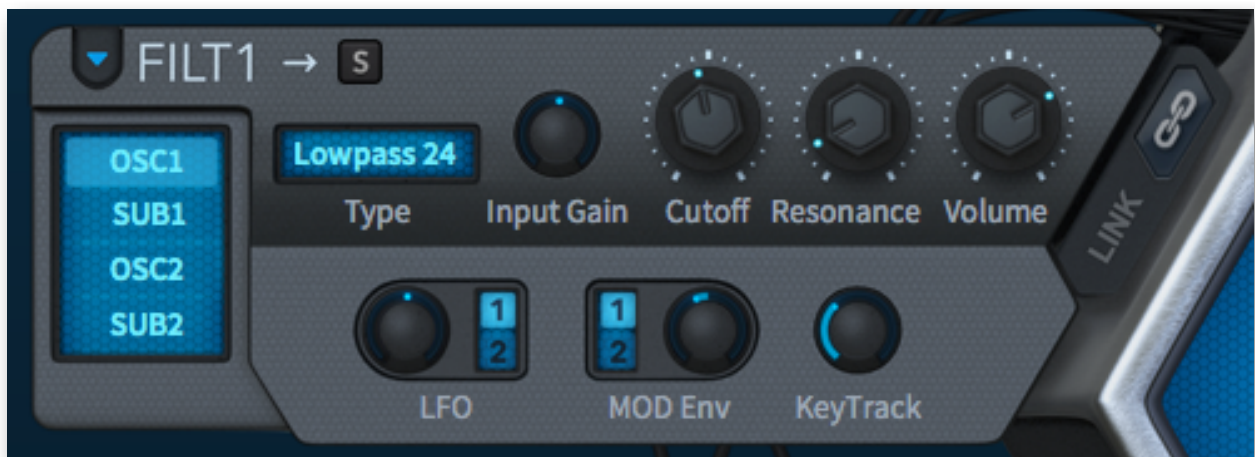 FILT1 → S
OSC1
SUB1
OSC2
SUB2
Lowpass 24
Type
Input Gain
Cutoff
Resonance
Volume
LINK
1
2
LFO
1
2
MOD Env
KeyTrack